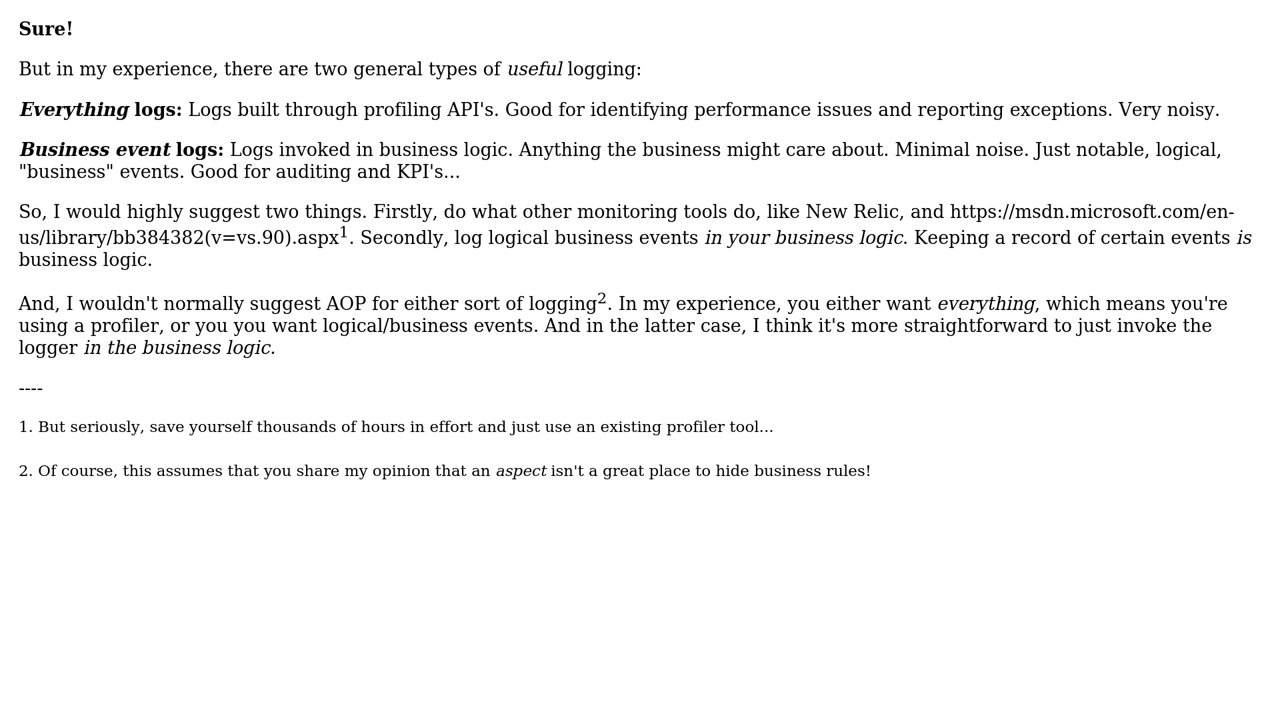 Sure!
But in my experience, there are two general types of useful logging:
Everything logs: Logs built through profiling API's. Good for identifying performance issues and reporting exceptions. Very noisy.
Business event logs: Logs invoked in business logic. Anything the business might care about. Minimal noise. Just notable, logical,
"business" events. Good for auditing and KPI's...
So, I would highly suggest two things. Firstly, do what other monitoring tools do, like New Relic, and https://msdn.microsoft.com/en-
us/library/bb384382(v=vs.90).aspx1. Secondly, log logical business events in your business logic. Keeping a record of certain events is
business logic.
And, I wouldn't normally suggest AOP for either sort of logging2. In my experience, you either want everything, which means you're
using a profiler, or you you want logical/business events. And in the latter case, I think it's more straightforward to just invoke the
logger in the business logic.
----
1. But seriously, save yourself thousands of hours in effort and just use an existing profiler tool...
2. Of course, this assumes that you share my opinion that an aspect isn't a great place to hide business rules!